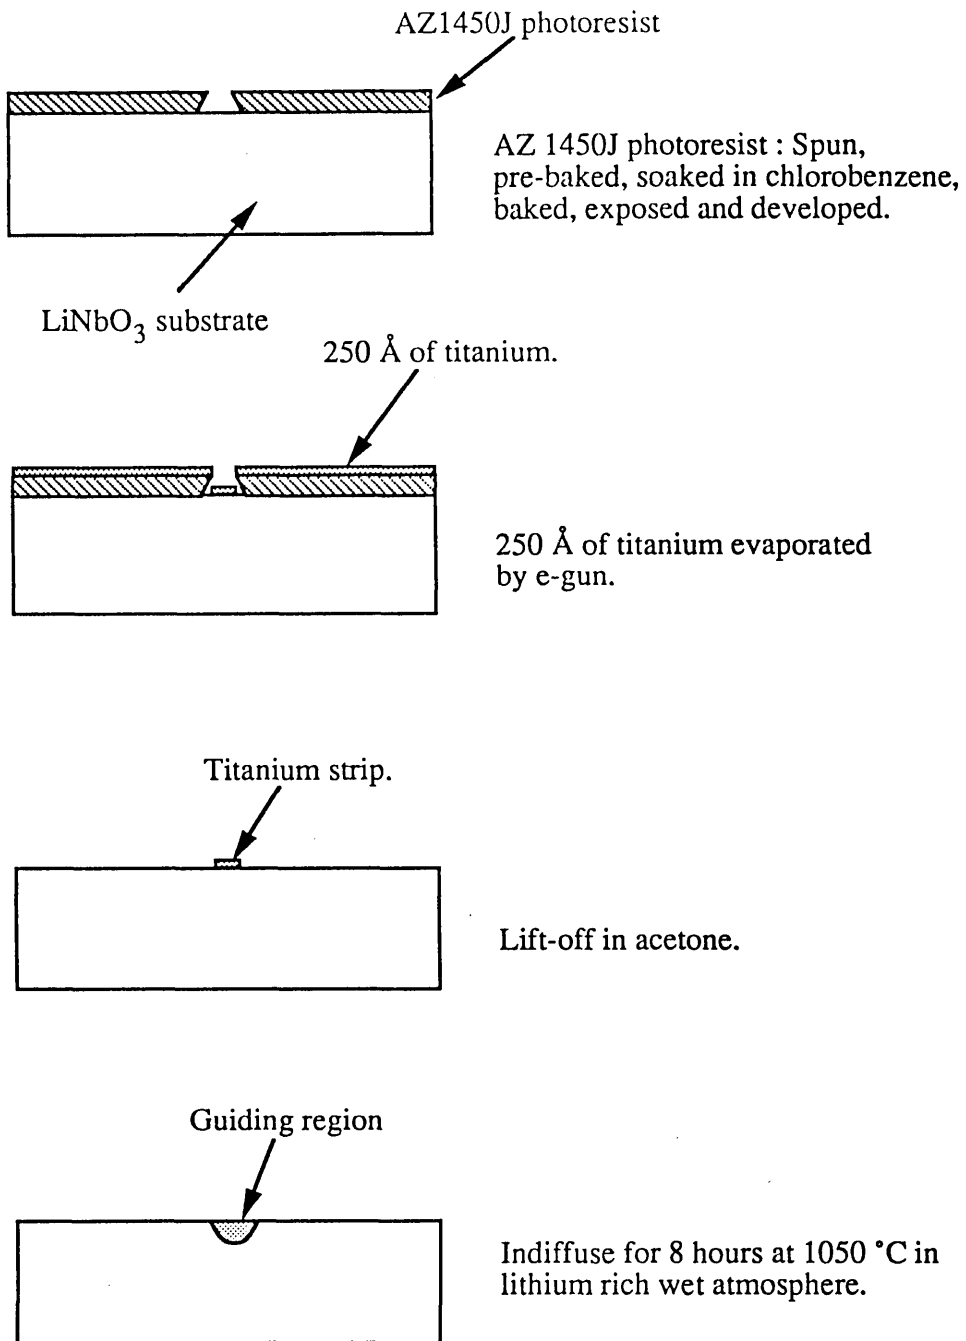 AZ1450J photoresist
AZ 1450J photoresist : Spun,
pre-baked, soaked in chlorobenzene,
baked, exposed and developed.
LiNbO3 substrate
250 Å of titanium.
250 Å of titanium evaporated
by e-gun.
Titanium strip.
Lift-off in acetone.
Guiding region
Indiffuse for 8 hours at 1050 °C in
lithium rich wet atmosphere.